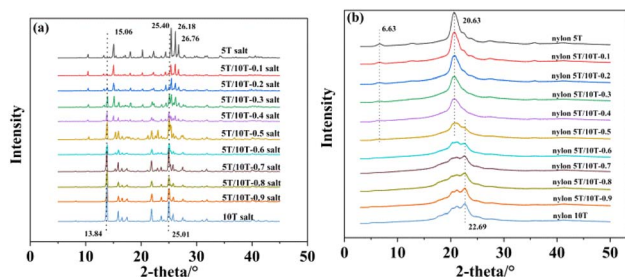 (a)
15.06
25.40
26.18
26.76
5T salt
5T/10T-0.1 salt
5T/10T-0.2 salt
5T/10T-0.3 salt
5T/10T-0.4 salt
5T/10T-0.5 salt
5T/10T-0.6 salt
5T/10T-0.7 salt
5T/10T-0.8 salt
5T/10T-0.9 salt
10T salt
13.84
25.01
Intensity
0 5 10 15 20 25 30 35 40 45 50
2-theta/°
(b)
6.63
20.63
nylon 5T
nylon 5T/10T-0.1
nylon 5T/10T-0.2
nylon 5T/10T-0.3
nylon 5T/10T-0.4
nylon 5T/10T-0.5
nylon 5T/10T-0.6
nylon 5T/10T-0.7
nylon 5T/10T-0.8
nylon 5T/10T-0.9
nylon 10T
22.69
Intensity
0 10 20 30 40 50
2-theta/°